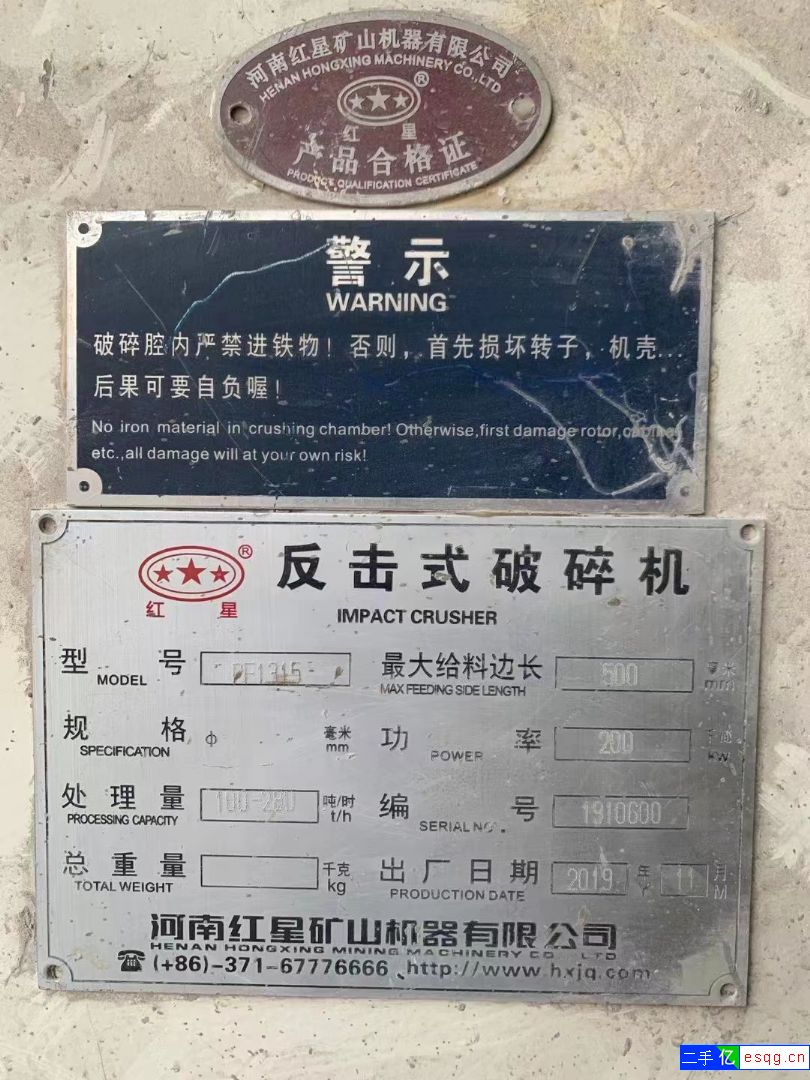 河南红星矿山机器有限公司
HENAN HONGXING MACHINERY CO.,LTD
®
红 星
产品合格证
PRODUCT QUALIFICATION CERTIFICATE
警 示
WARNING
破碎腔内严禁进铁物！否则，首先损坏转子，机壳...
后果可要自负喔！
No iron material in crushing chamber! Otherwise,first damage rotor,
etc.,all damage will at your own risk!
® 反击式破碎机
红 星 IMPACT CRUSHER
型 号 MODEL PF1315 最大给料边长 MAX FEEDING SIDE LENGTH 500 毫米 mm
规 格 SPECIFICATION ф 毫米 mm 功 率 POWER 200 kw
处理量 PROCESSING CAPACITY 100-280 吨/时 t/h 编 号 SERIAL NO. 1910600
总重量 TOTAL WEIGHT 千克 kg 出厂日期 PRODUCTION DATE 2019 年 Y 11 月 M
河南红星矿山机器有限公司
HENAN HONGXING MINING MACHINERY CO LTD
☎(+86)-371-67776666 、http://www.hxjq.com
二手亿 esqg.cn